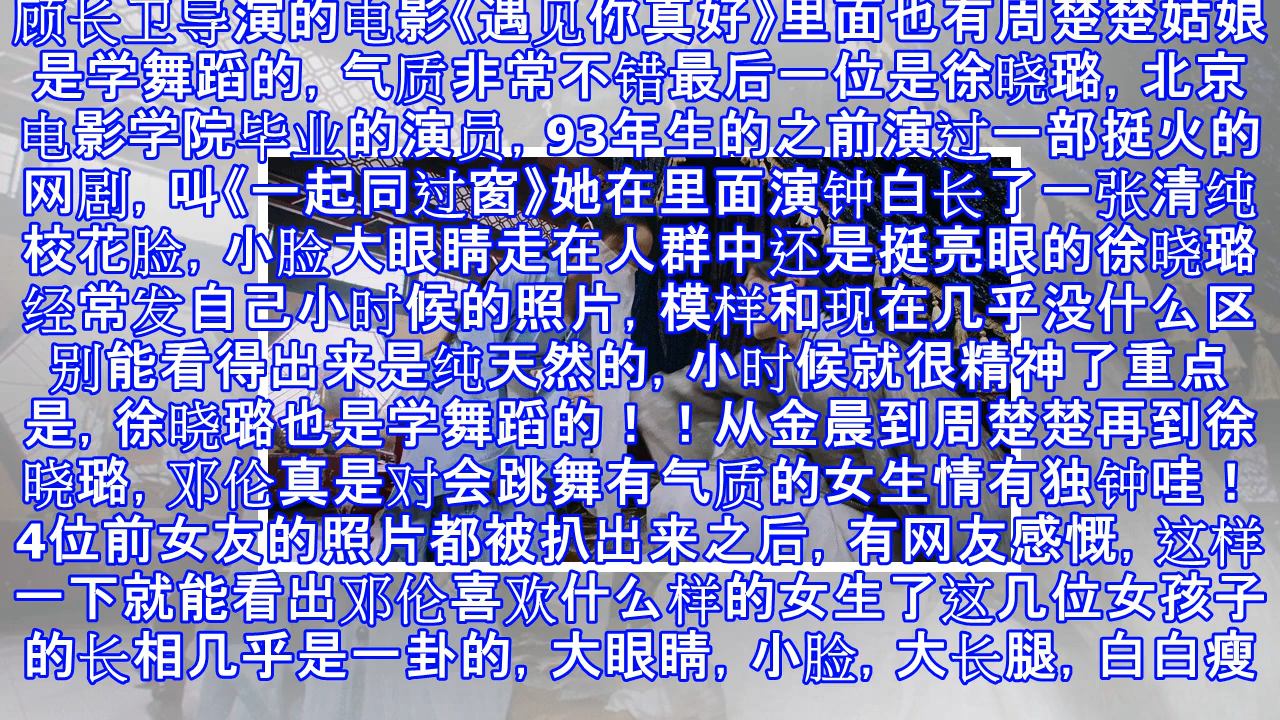 顾长卫导演的电影《遇见你真好》里面也有周楚楚姑娘
是学舞蹈的, 气质非常不错最后一位是徐晓璐, 北京
电影学院毕业的演员, 93年生的之前演过一部挺火的
网剧, 叫《一起同过窗》她在里面演钟白长了一张清纯
校花脸, 小脸大眼睛走在人群中还是挺亮眼的徐晓璐
经常发自己小时候的照片, 模样和现在几乎没什么区
别能看得出来是纯天然的, 小时候就很精神了重点
是, 徐晓璐也是学舞蹈的！！从金晨到周楚楚再到徐
晓璐, 邓伦真是对会跳舞有气质的女生情有独钟哇！
4位前女友的照片都被扒出来之后, 有网友感慨, 这样
一下就能看出邓伦喜欢什么样的女生了这几位女孩子
的长相几乎是一卦的, 大眼睛, 小脸, 大长腿, 白白瘦